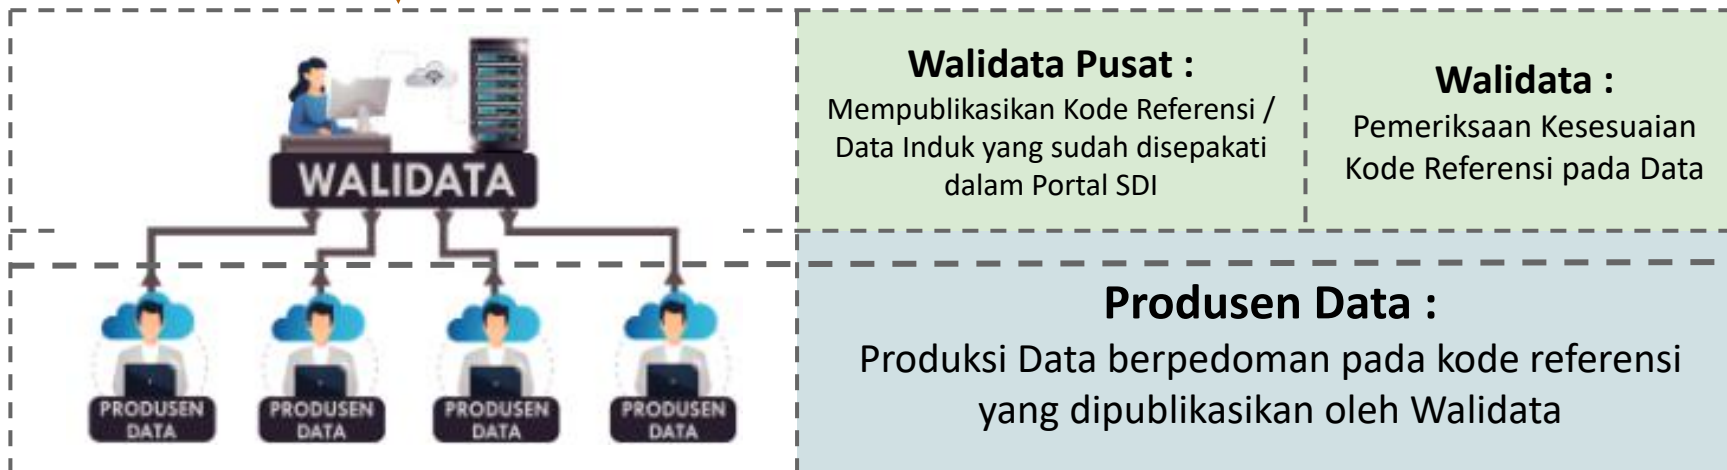 WALIDATA
PRODUSEN
DATA
PRODUSEN
DATA
PRODUSEN
DATA
PRODUSEN
DATA
Walidata Pusat :
Mempublikasikan Kode Referensi /
Data Induk yang sudah disepakati
dalam Portal SDI
Walidata :
Pemeriksaan Kesesuaian
Kode Referensi pada Data
Produsen Data :
Produksi Data berpedoman pada kode referensi
yang dipublikasikan oleh Walidata